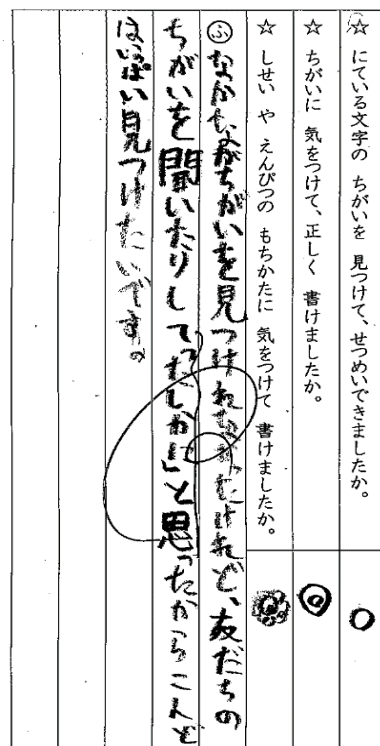 ☆ にている文字の ちがいを 見つけて、せつめいできましたか。
☆ ちがいに 気をつけて、正しく 書けましたか。
☆ しせい や えんぴつの もちかたに 気をつけて 書けましたか。
ふ なかなかちがいを見つけれなかったけれど、友だちの
ちがいを聞いたりして「たしかに」と思ったからこんど
はいっぱい見つけたいです。